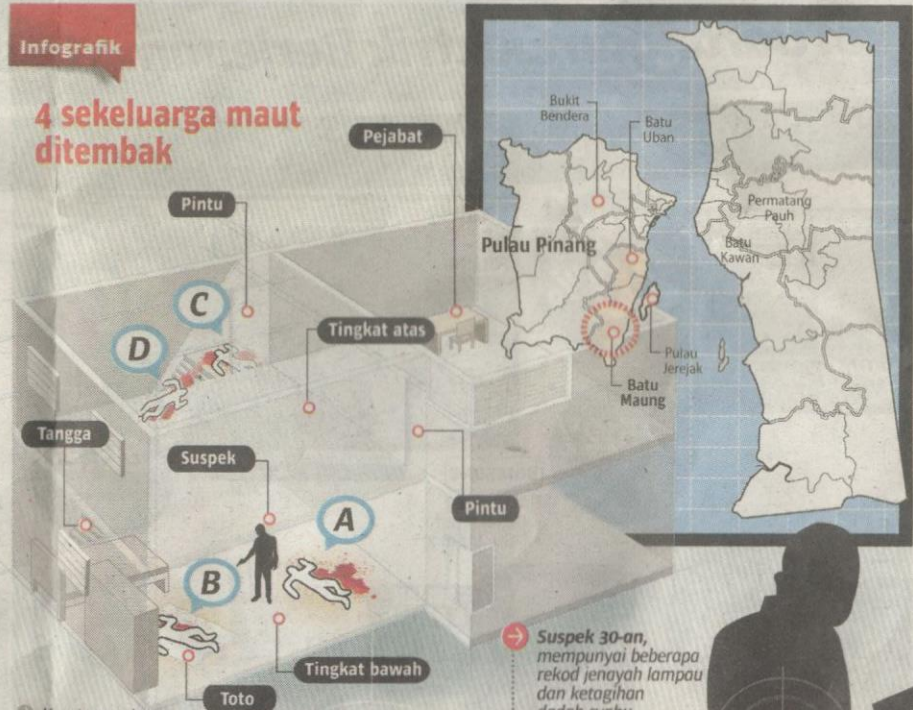 Infografik
4 sekeluarga maut
ditembak
Pejabat
Pintu
C
D
Tingkat atas
Tangga
Suspek
A
B
Pintu
Tingkat bawah
Toto
Bukit
Bendera
Batu
Uban
Pulau Pinang
Permatang
Pauh
Batu
Kawan
Pulau
Jerejak
Batu
Maung
Suspek 30-an,
mempunyai beberapa
rekod jenayah lampau
dan ketagihan